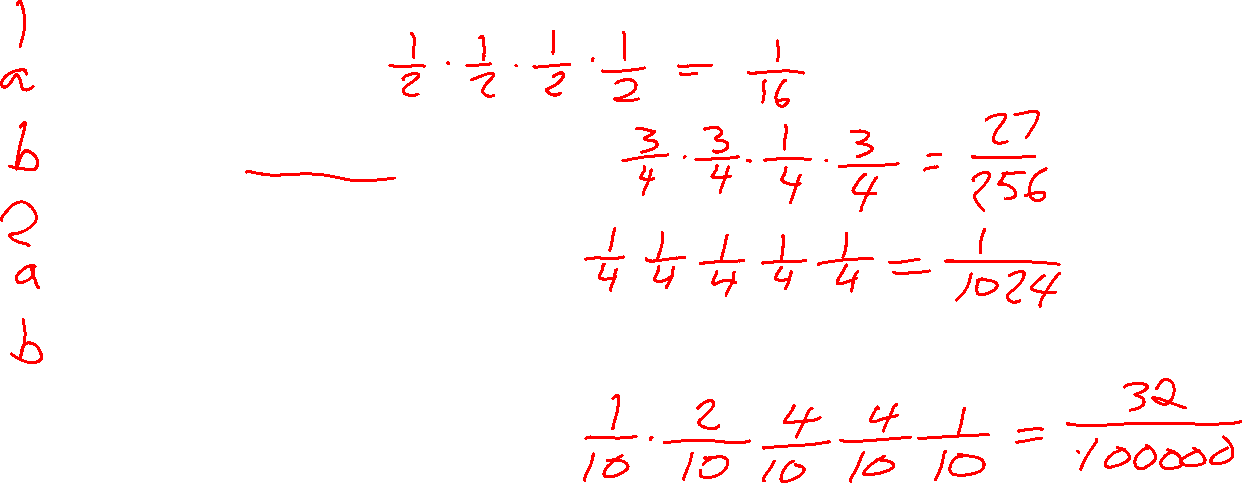 1
a
1/2 · 1/2 · 1/2 · 1/2 = 1/16
b
3/4 · 3/4 · 1/4 · 3/4 = 27/256
2
a
1/4 1/4 1/4 1/4 1/4 = 1/1024
b
1/10 · 2/10 4/10 4/10 1/10 = 32/100000